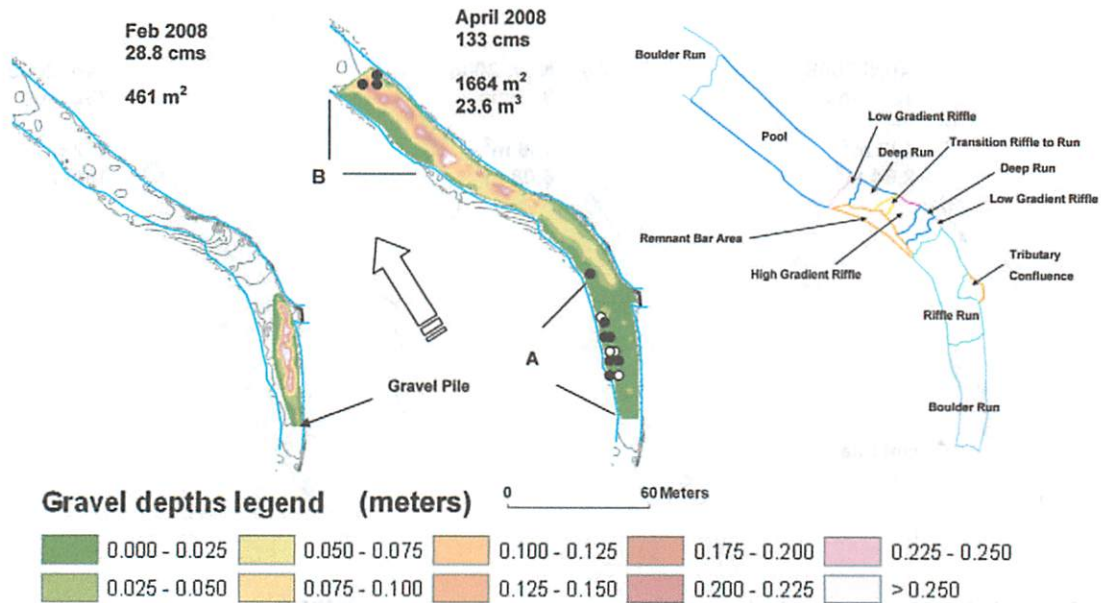 Feb 2008
28.8 cms
461 m²
April 2008
133 cms
1664 m²
23.6 m³
B
A
Gravel Pile
Boulder Run
Pool
Low Gradient Riffle
Deep Run
Transition Riffle to Run
Deep Run
Low Gradient Riffle
Remnant Bar Area
High Gradient Riffle
Tributary
Confluence
Riffle Run
Boulder Run
Gravel depths legend (meters)
0 60 Meters
0.000 - 0.025 0.050 - 0.075 0.100 - 0.125 0.175 - 0.200 0.225 - 0.250
0.025 - 0.050 0.075 - 0.100 0.125 - 0.150 0.200 - 0.225 > 0.250